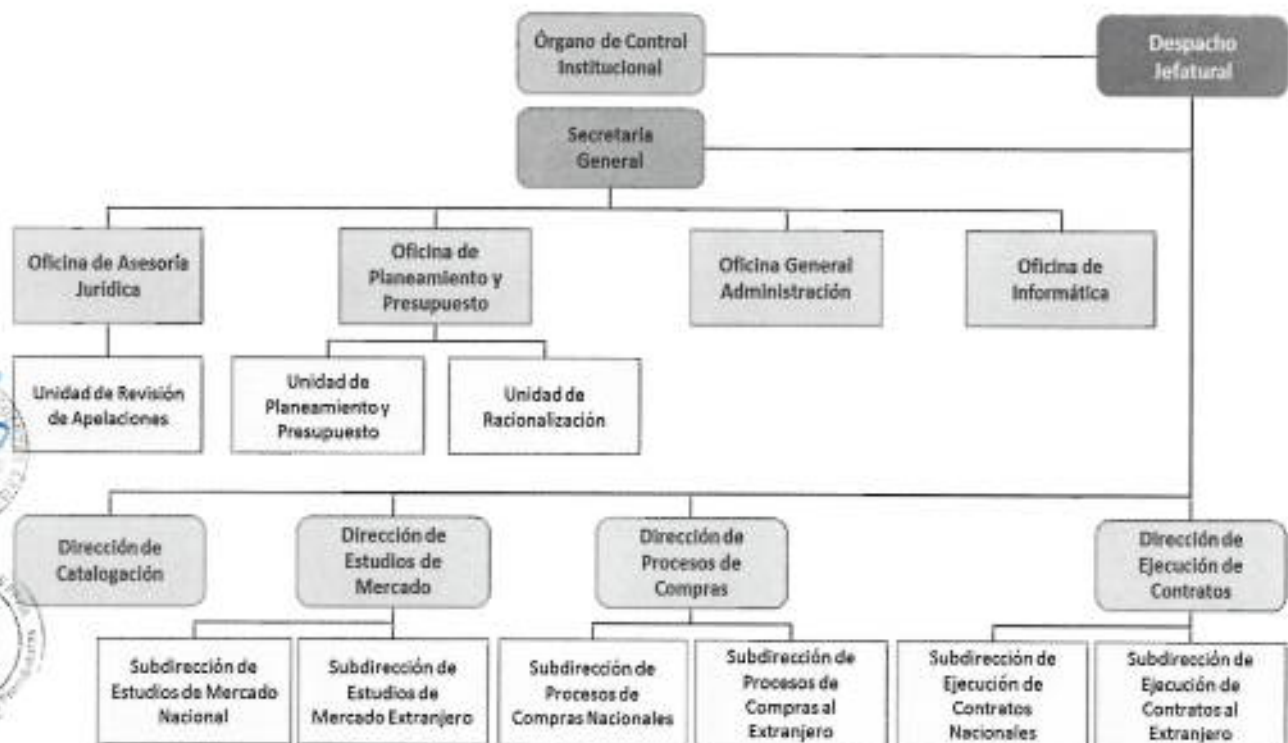 Órgano de Control
Institucional
Despacho
Jefatural
Secretaria
General
Oficina de Asesoría
Jurídica
Oficina de
Planeamiento y
Presupuesto
Oficina General
Administración
Oficina de
Informática
Unidad de Revisión
de Apelaciones
Unidad de
Planeamiento y
Presupuesto
Unidad de
Racionalización
Dirección de
Catalogación
Dirección de
Estudios de
Mercado
Dirección de
Procesos de
Compras
Dirección de
Ejecución de
Contratos
Subdirección de
Estudios de Mercado
Nacional
Subdirección de
Estudios de
Mercado Extranjero
Subdirección de
Procesos de
Compras Nacionales
Subdirección de
Procesos de
Compras al
Extranjero
Subdirección de
Ejecución de
Contratos
Nacionales
Subdirección de
Ejecución de
Contratos al
Extranjero